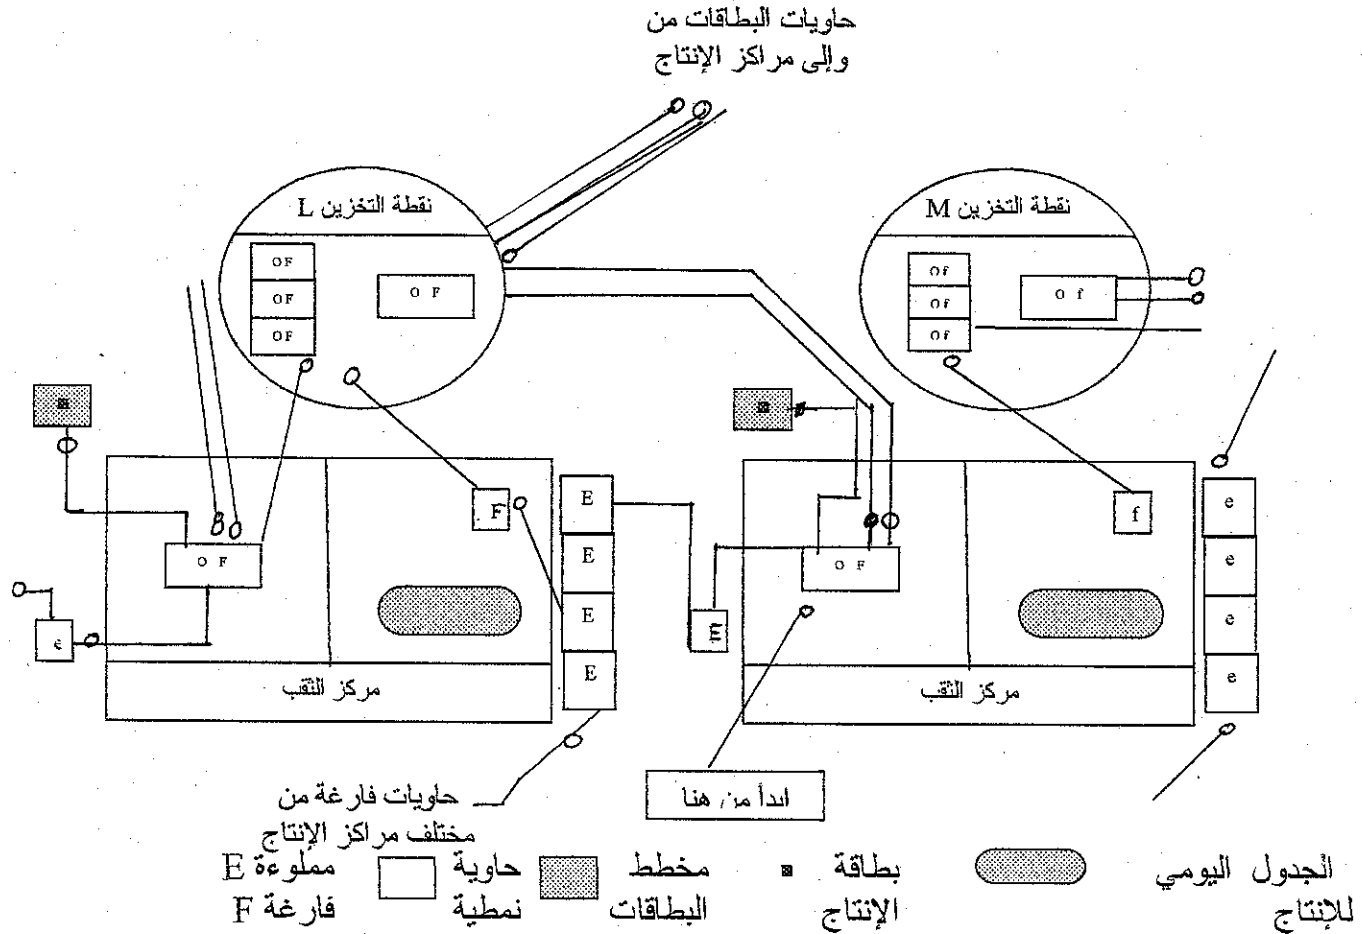 حاويات البطاقات من
وإلى مراكز الإنتاج
نقطة التخزين L
OF
OF
OF
O F
نقطة التخزين M
Of
Of
Of
O f
O F
F
e
E
E
E
E
مركز الثقب
O F
f
E
e
e
e
e
مركز الثقب
ابدأ من هنا
حاويات فارغة من
مختلف مراكز الإنتاج
الجدول اليومي
للإنتاج
بطاقة
الإنتاج
مخطط
البطاقات
حاوية
نمطية
مملوءة E
فارغة F